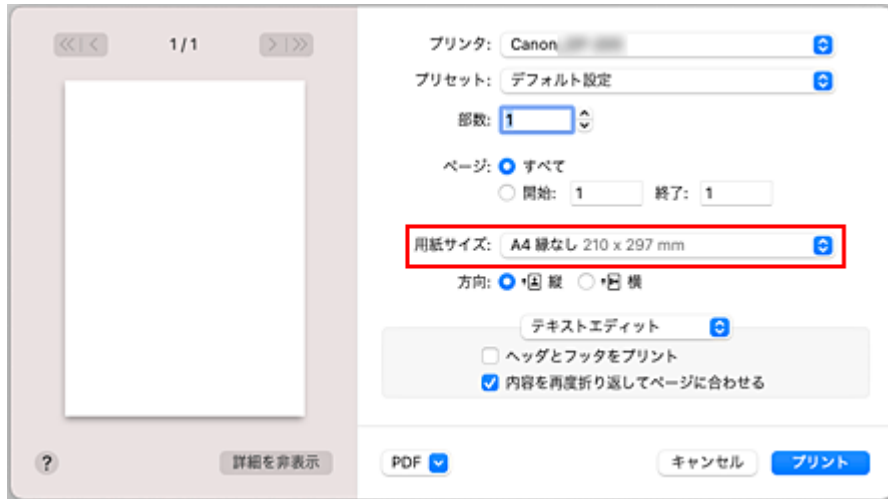 1 / 1
プリンタ: Canon
プリセット: デフォルト設定
部数: 1
ページ: すべて
開始: 1 終了: 1
用紙サイズ: A4 縁なし 210 x 297 mm
方向: 縦 横
テキストエディット
ヘッダとフッタをプリント
内容を再度折り返してページに合わせる
? 詳細を非表示 PDF キャンセル プリント